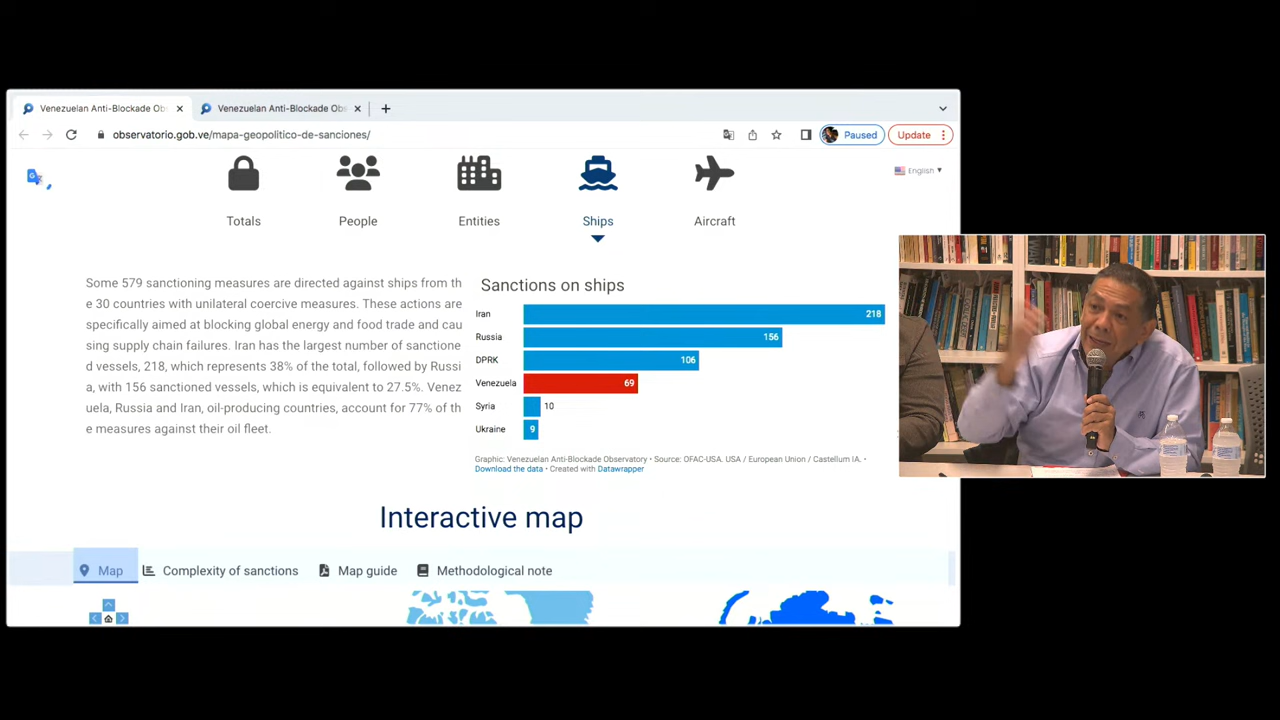 Venezuelan Anti-Blockade Obs
Venezuelan Anti-Blockade Obs
observatorio.gob.ve/mapa-geopolitico-de-sanciones/
Paused
Update
English
Totals
People
Entities
Ships
Aircraft
Some 579 sanctioning measures are directed against ships from th
e 30 countries with unilateral coercive measures. These actions are
specifically aimed at blocking global energy and food trade and cau
sing supply chain failures. Iran has the largest number of sanctione
d vessels, 218, which represents 38% of the total, followed by Russi
a, with 156 sanctioned vessels, which is equivalent to 27.5%. Venez
uela, Russia and Iran, oil-producing countries, account for 77% of th
e measures against their oil fleet.
Sanctions on ships
Iran 218
Russia 156
DPRK 106
Venezuela 69
Syria 10
Ukraine 9
Graphic: Venezuelan Anti-Blockade Observatory • Source: OFAC-USA. USA / European Union / Castellum IA. •
Download the data • Created with Datawrapper
Interactive map
Map
Complexity of sanctions
Map guide
Methodological note